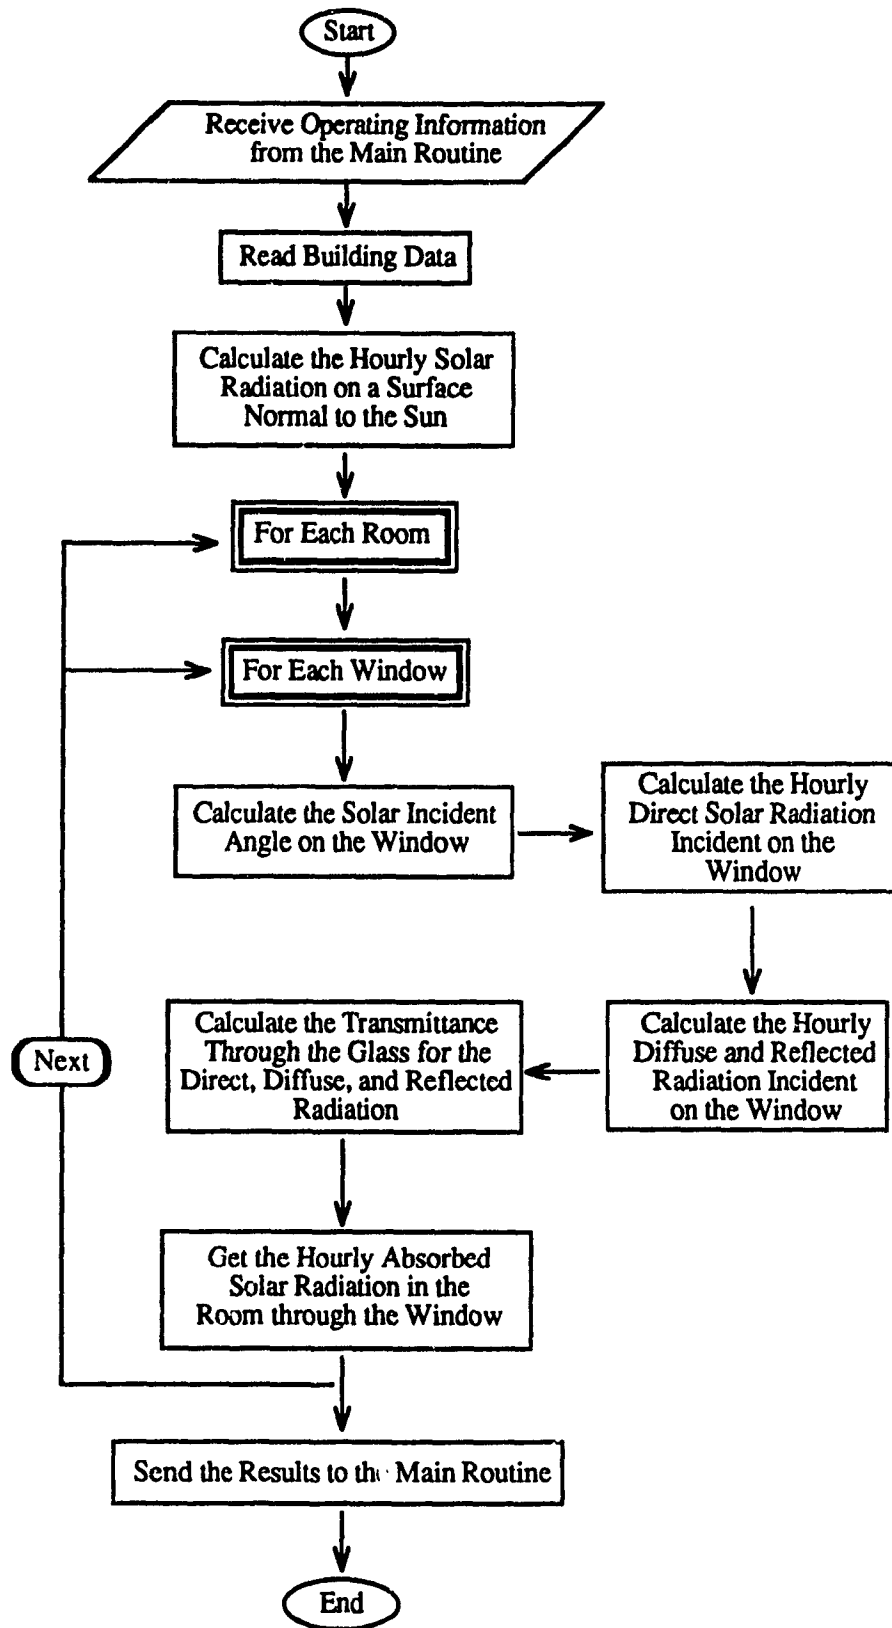 Start
Receive Operating Information
from the Main Routine
Read Building Data
Calculate the Hourly Solar
Radiation on a Surface
Normal to the Sun
For Each Room
For Each Window
Calculate the Solar Incident
Angle on the Window
Calculate the Hourly
Direct Solar Radiation
Incident on the
Window
Calculate the Hourly
Diffuse and Reflected
Radiation Incident
on the Window
Calculate the Transmittance
Through the Glass for the
Direct, Diffuse, and Reflected
Radiation
Next
Get the Hourly Absorbed
Solar Radiation in the
Room through the Window
Send the Results to the Main Routine
End